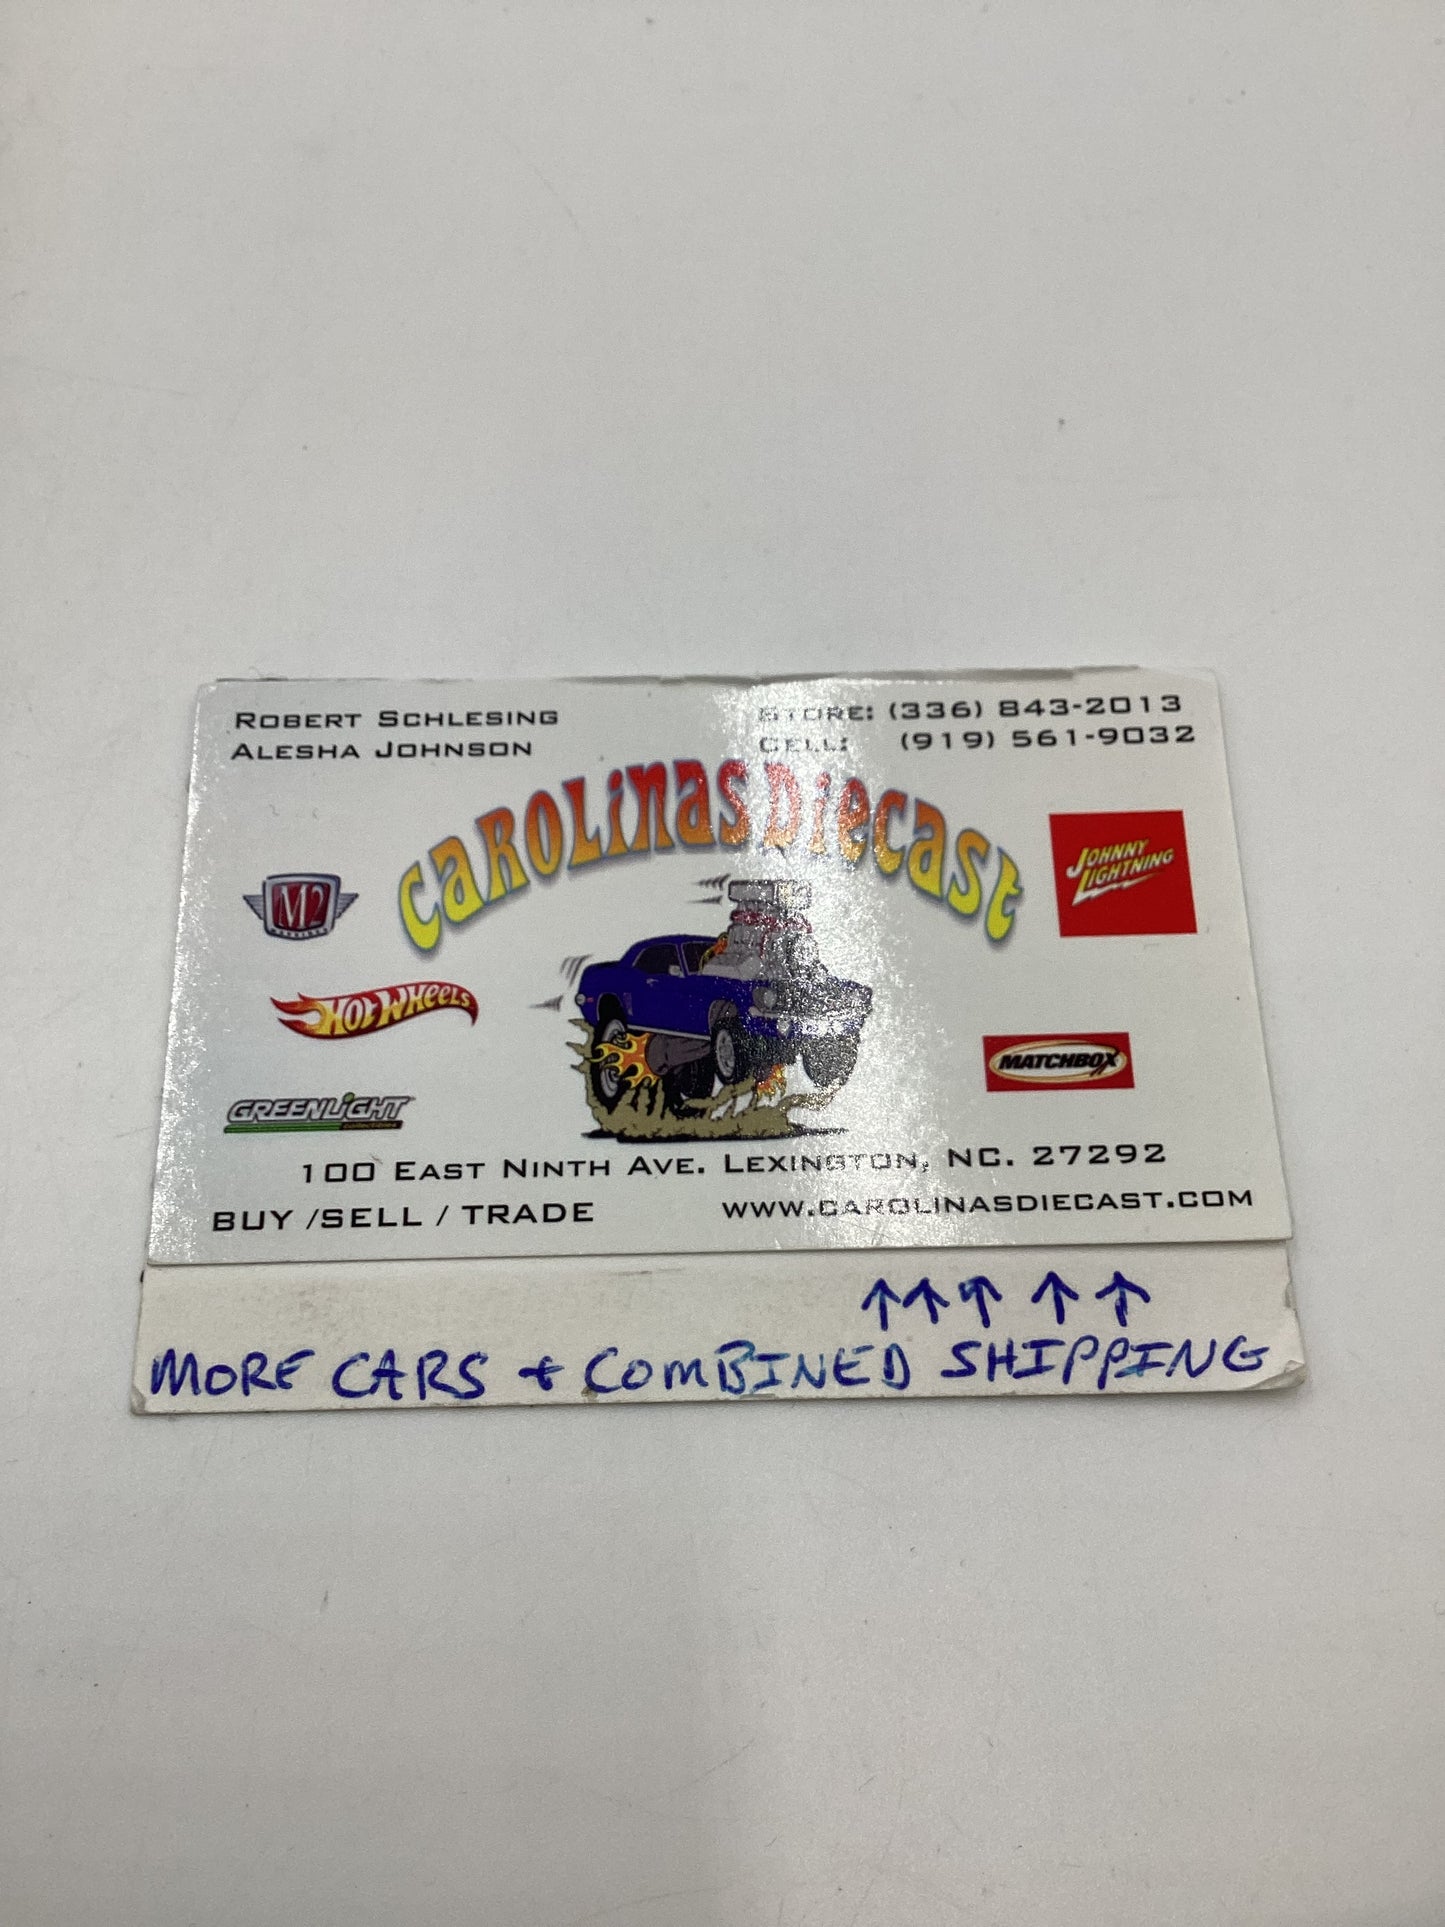 ROBERT SCHLESING
ALESHA JOHNSON
STORE: (336) 843-2013
CELL: (919) 561-9032
CAROLINAS DIECAST
M2
MACHINES
JOHNNY
LIGHTNING
HOT WHEELS
MATCHBOX
GREENLIGHT
collectibles
100 EAST NINTH AVE. LEXINGTON, NC. 27292
BUY /SELL / TRADE
WWW.CAROLINASDIECAST.COM
↑↑↑↑↑
MORE CARS + COMBINED SHIPPING